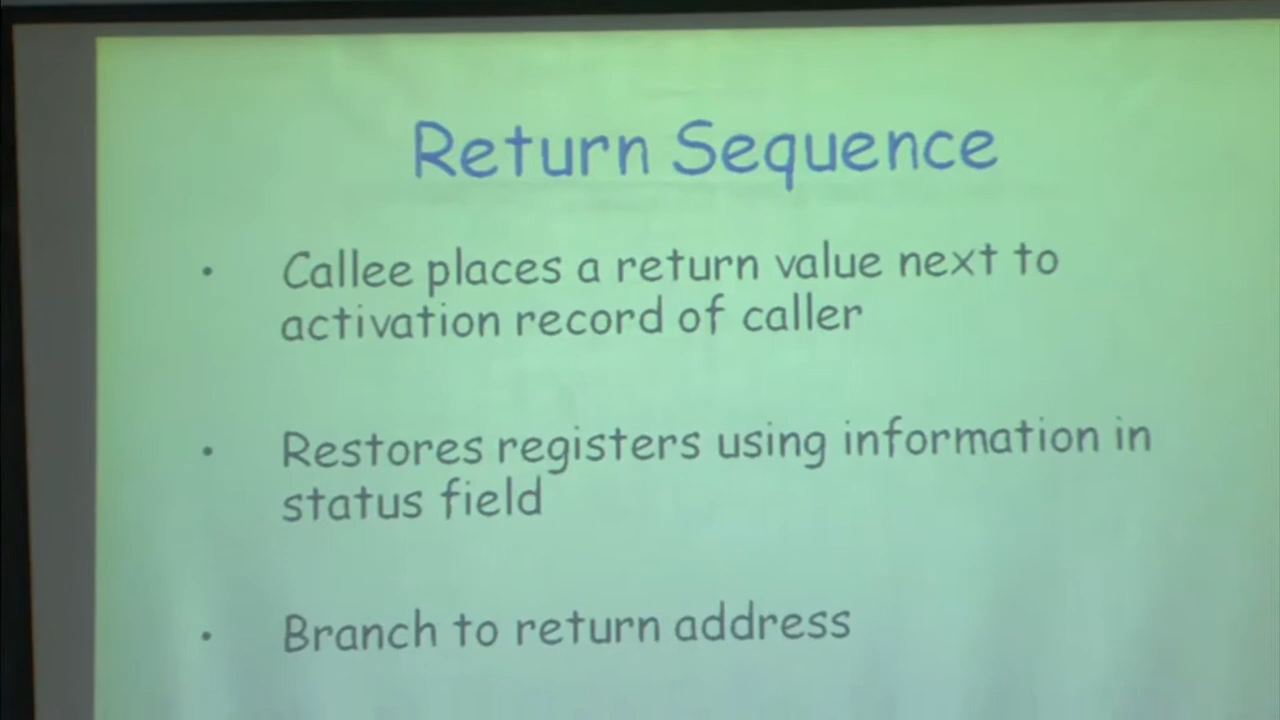 Return Sequence
• Callee places a return value next to
activation record of caller
• Restores registers using information in
status field
• Branch to return address